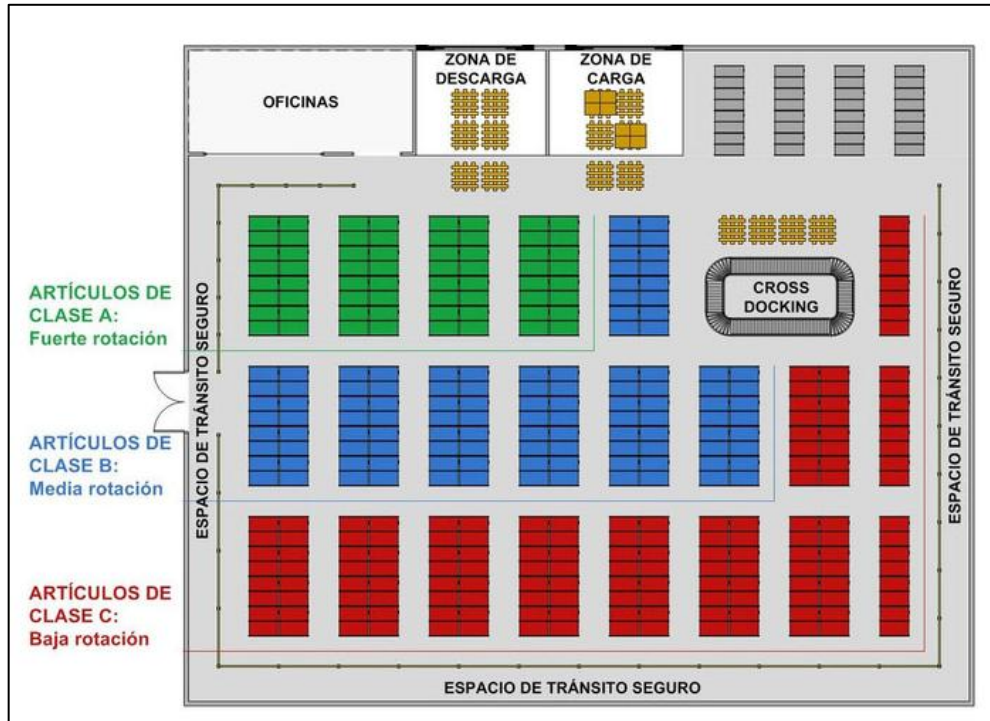 OFICINAS
ZONA DE
DESCARGA
ZONA DE
CARGA
ARTÍCULOS DE
CLASE A:
Fuerte rotación
CROSS
DOCKING
ARTÍCULOS DE
CLASE B:
Media rotación
ARTÍCULOS DE
CLASE C:
Baja rotación
ESPACIO DE TRÁNSITO SEGURO
ESPACIO DE TRÁNSITO SEGURO
ESPACIO DE TRÁNSITO SEGURO